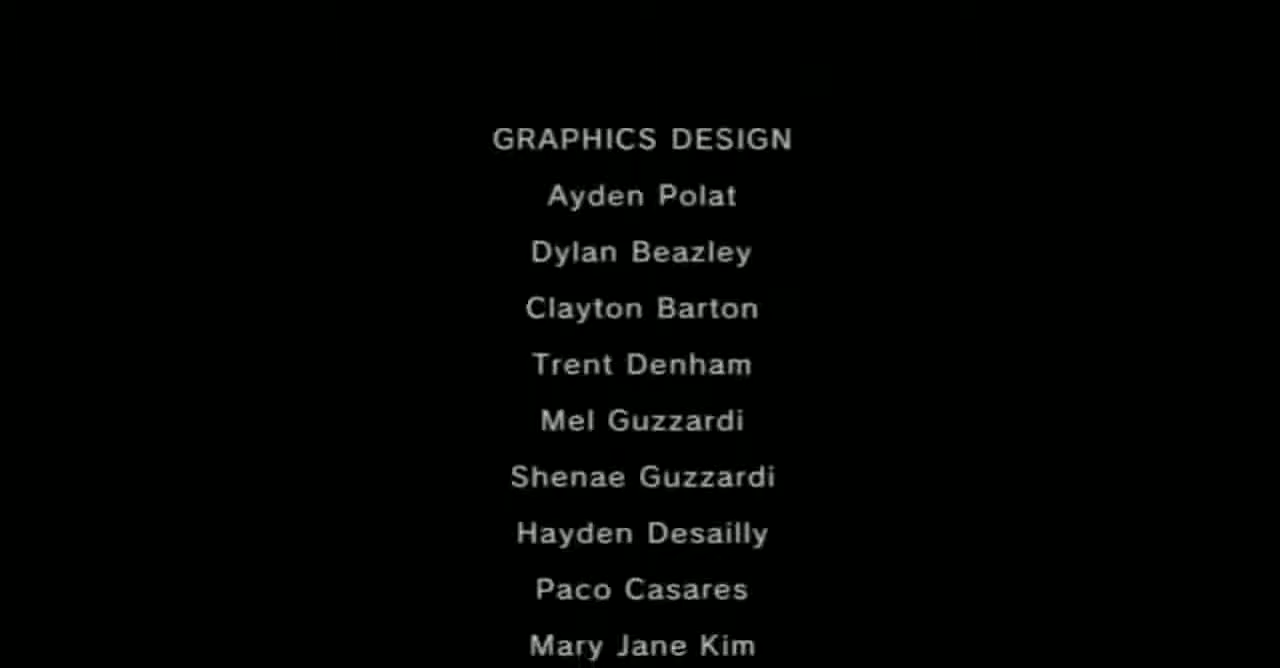 GRAPHICS DESIGN
Ayden Polat
Dylan Beazley
Clayton Barton
Trent Denham
Mel Guzzardi
Shenae Guzzardi
Hayden Desailly
Paco Casares
Mary Jane Kim